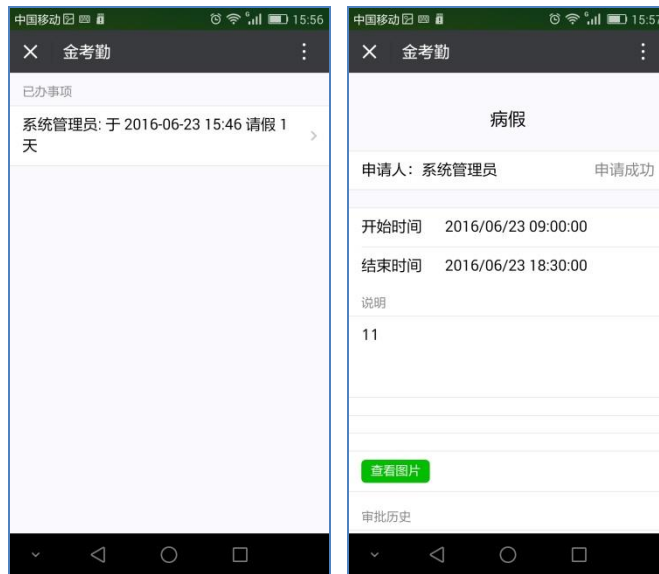 中国移动
15:56
金考勤
已办事项
系统管理员: 于 2016-06-23 15:46 请假 1
天
中国移动
15:57
金考勤
病假
申请人：系统管理员
申请成功
开始时间 2016/06/23 09:00:00
结束时间 2016/06/23 18:30:00
说明
11
查看图片
审批历史